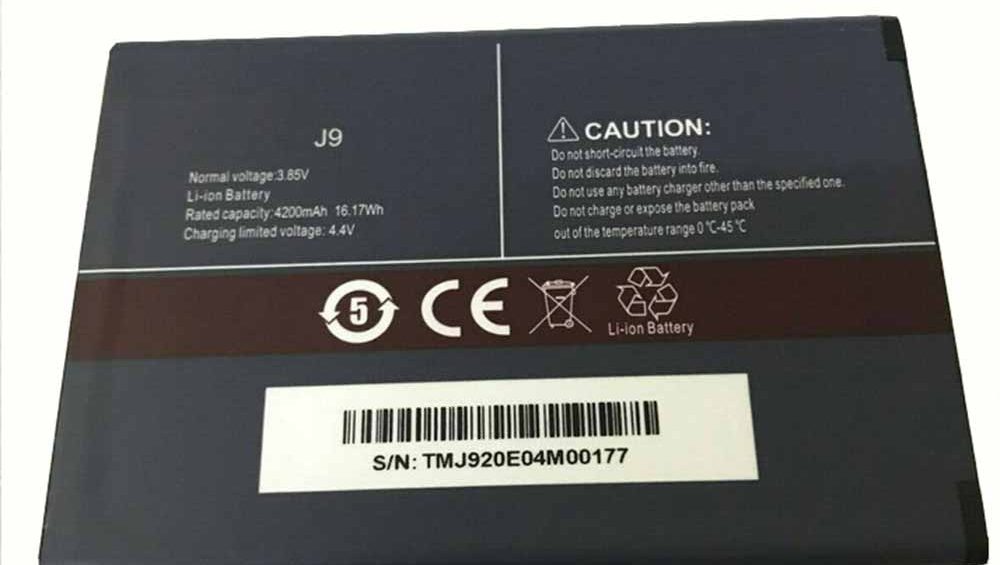 J9
Normal voltage:3.85V
Li-ion Battery
Rated capacity:4200mAh 16.17Wh
Charging limited voltage: 4.4V
CAUTION:
Do not short-circuit the battery.
Do not discard the battery into fire.
Do not use any battery charger other than the specified one.
Do not charge or expose the battery pack
out of the temperature range 0℃-45℃
5
CE
Li-ion Battery
S/N: TMJ920E04M00177